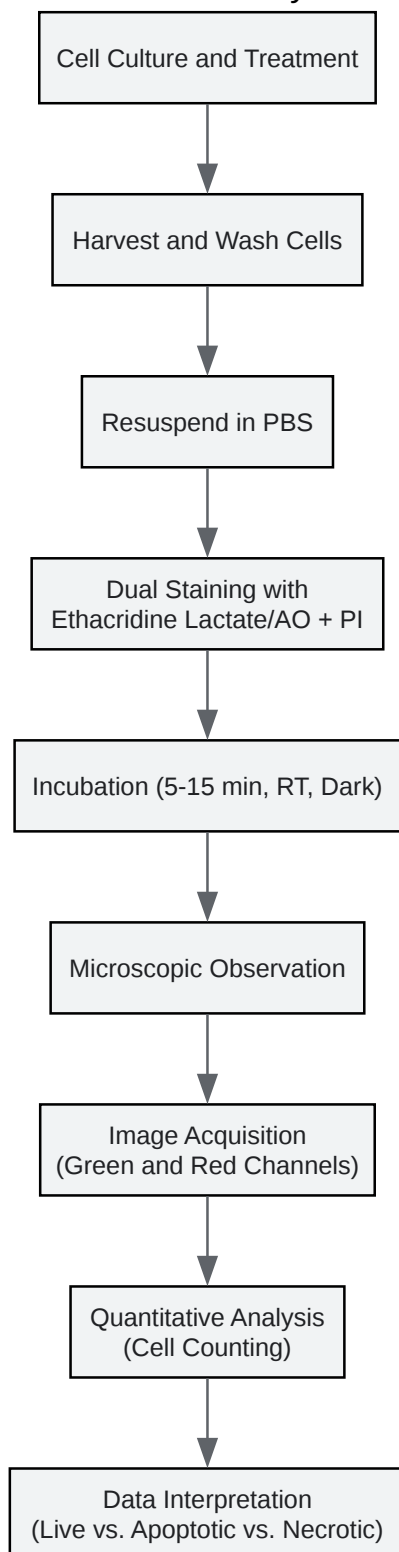 Cell Culture and Treatment
Harvest and Wash Cells
Resuspend in PBS
Dual Staining with
Ethacridine Lactate/AO + PI
Incubation (5-15 min, RT, Dark)
Microscopic Observation
Image Acquisition
(Green and Red Channels)
Quantitative Analysis
(Cell Counting)
Data Interpretation
(Live vs. Apoptotic vs. Necrotic)